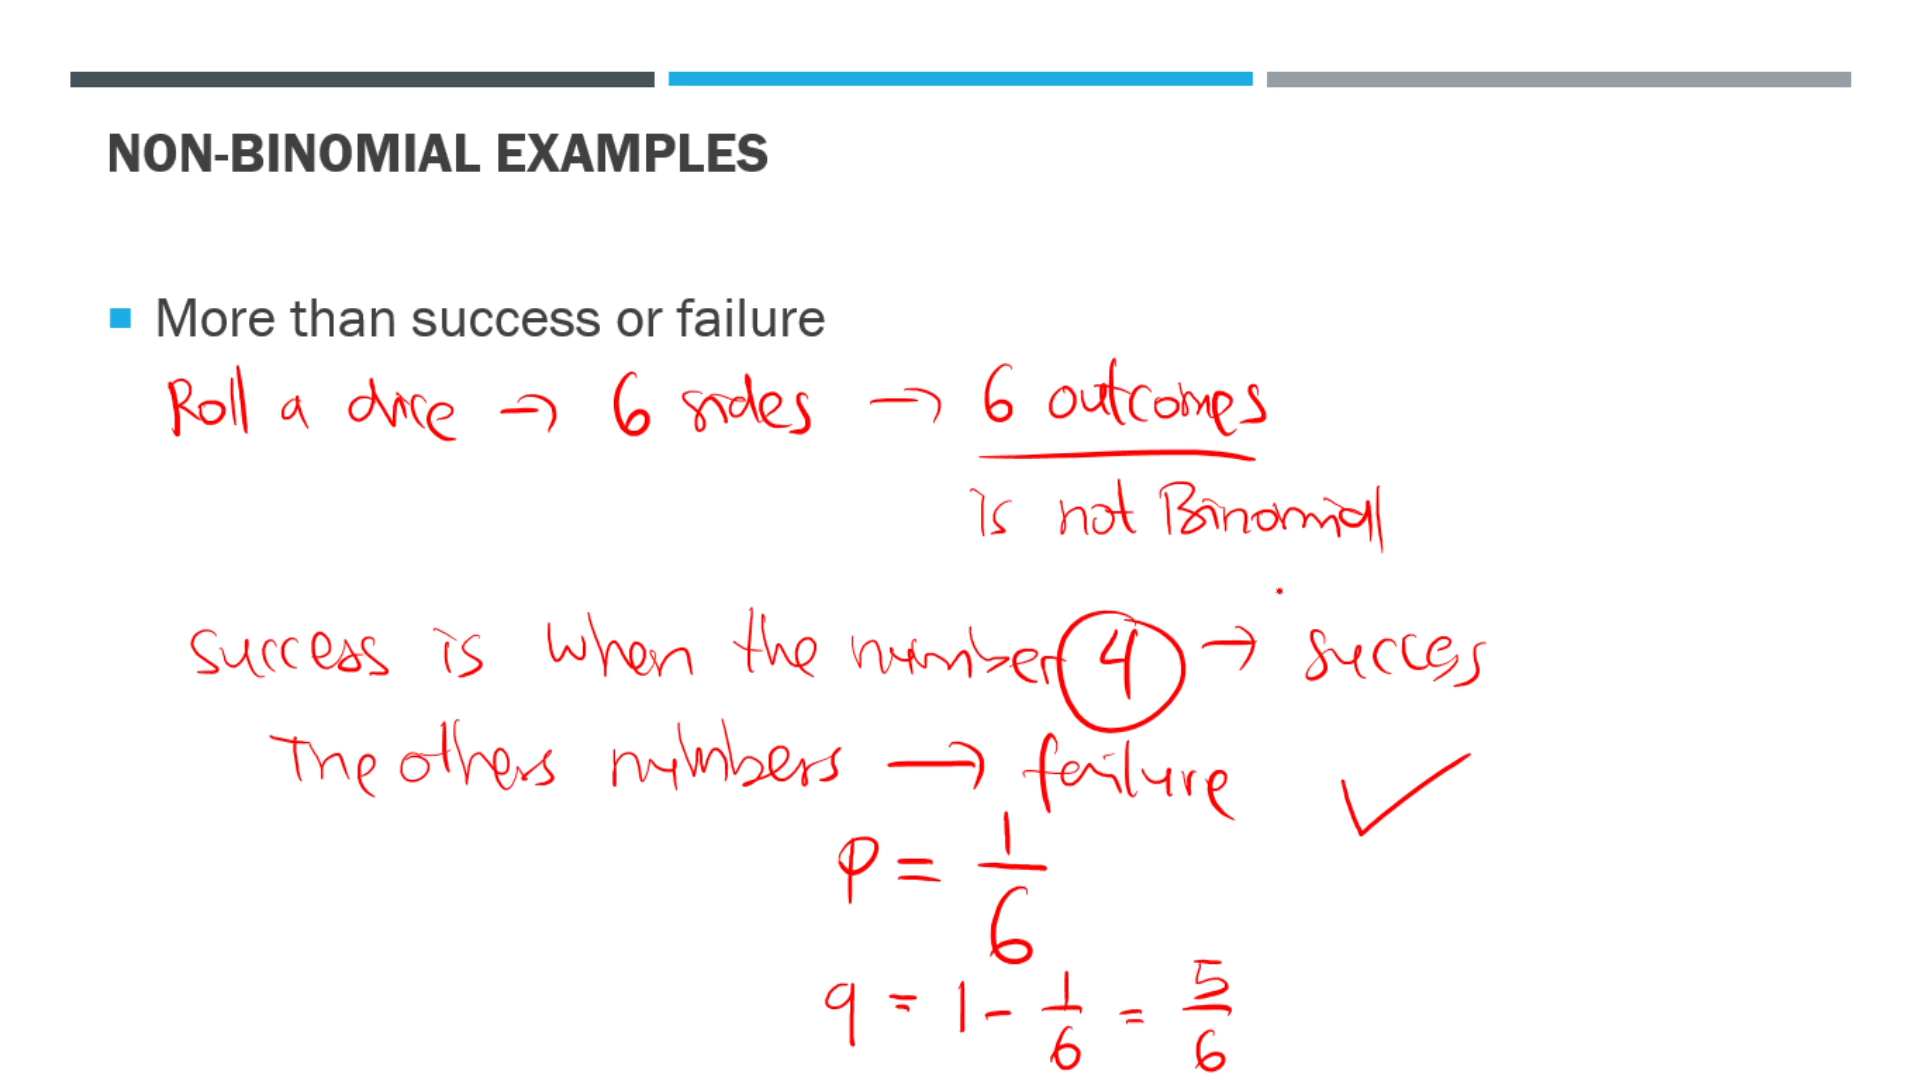 NON-BINOMIAL EXAMPLES
More than success or failure
Roll a dice → 6 sides → 6 outcomes
is not Binomial
success is when the number 4 → success
The others numbers → failure ✓
P = 1/6
q = 1 - 1/6 = 5/6